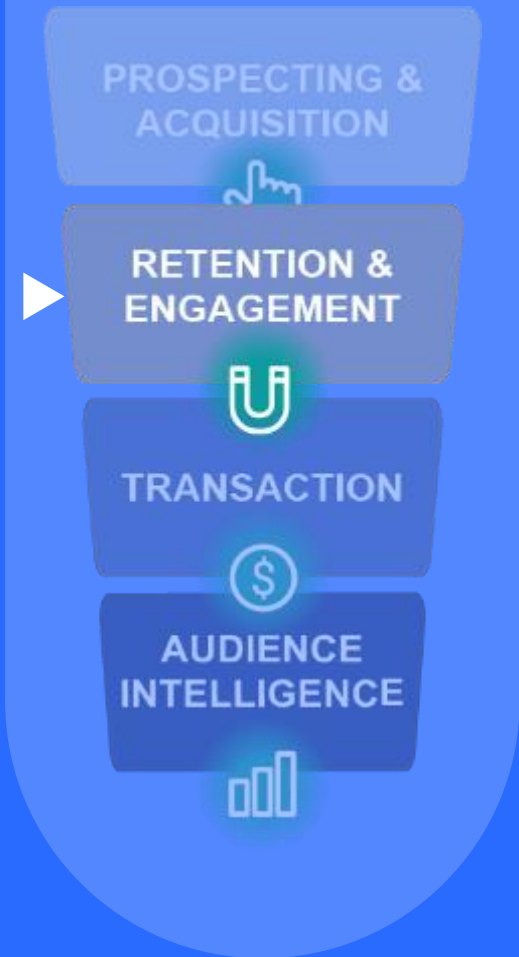 PROSPECTING &
ACQUISITION
RETENTION &
ENGAGEMENT
TRANSACTION
$
AUDIENCE
INTELLIGENCE